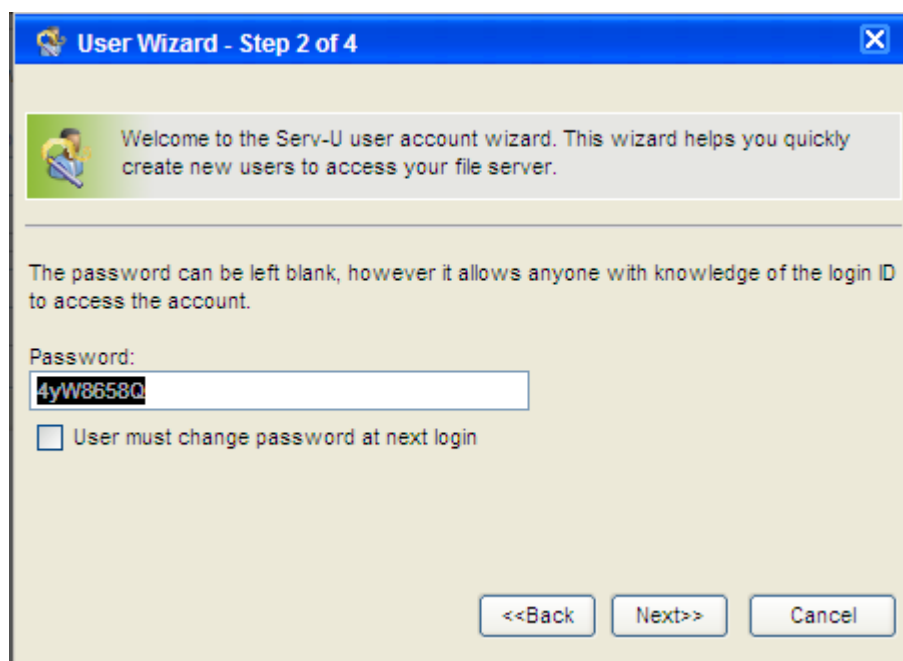 User Wizard - Step 2 of 4
Welcome to the Serv-U user account wizard. This wizard helps you quickly
create new users to access your file server.
The password can be left blank, however it allows anyone with knowledge of the login ID
to access the account.
Password:
4yW8658Q
User must change password at next login
<<Back Next>> Cancel